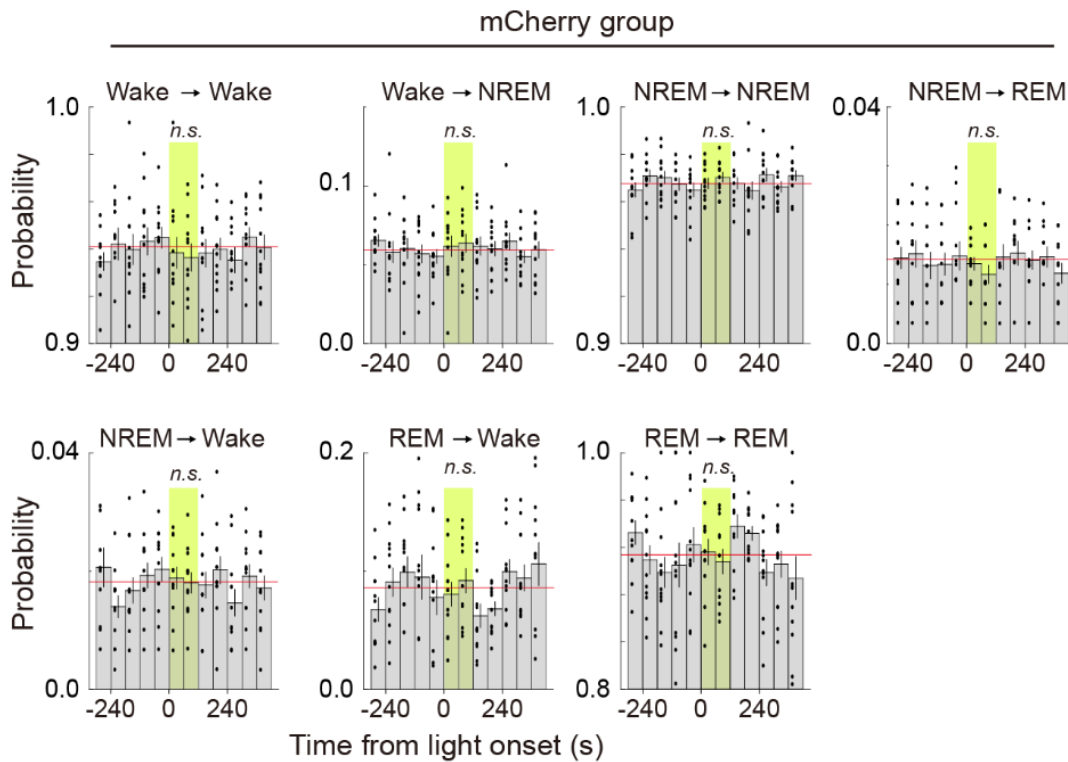 mCherry group
Wake → Wake
Wake → NREM
NREM → NREM
NREM → REM
1.0
n.s.
0.9
-240 0 240
Probability
0.1
n.s.
0.0
-240 0 240
1.0
n.s.
0.9
-240 0 240
0.04
n.s.
0.0
-240 0 240
NREM → Wake
REM → Wake
REM → REM
0.04
n.s.
0.0
-240 0 240
Probability
0.2
n.s.
0.0
-240 0 240
1.0
n.s.
0.8
-240 0 240
Time from light onset (s)